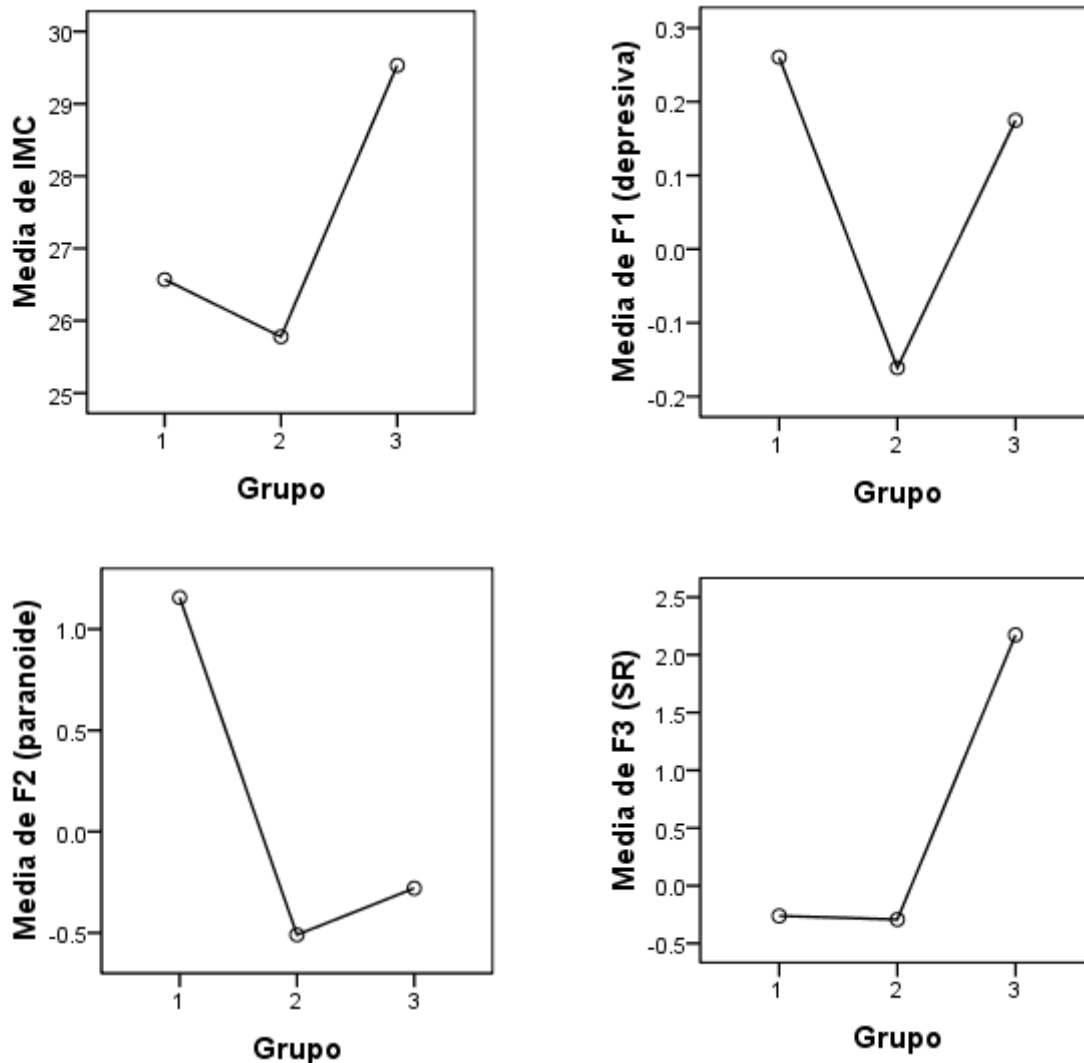 Media de IMC
30
29
28
27
26
25
1 2 3
Grupo
Media de F1 (depresiva)
0.3
0.2
0.1
0.0
-0.1
-0.2
1 2 3
Grupo
Media de F2 (paranoide)
1.0
0.5
0.0
-0.5
1 2 3
Grupo
Media de F3 (SR)
2.5
2.0
1.5
1.0
0.5
0.0
-0.5
1 2 3
Grupo